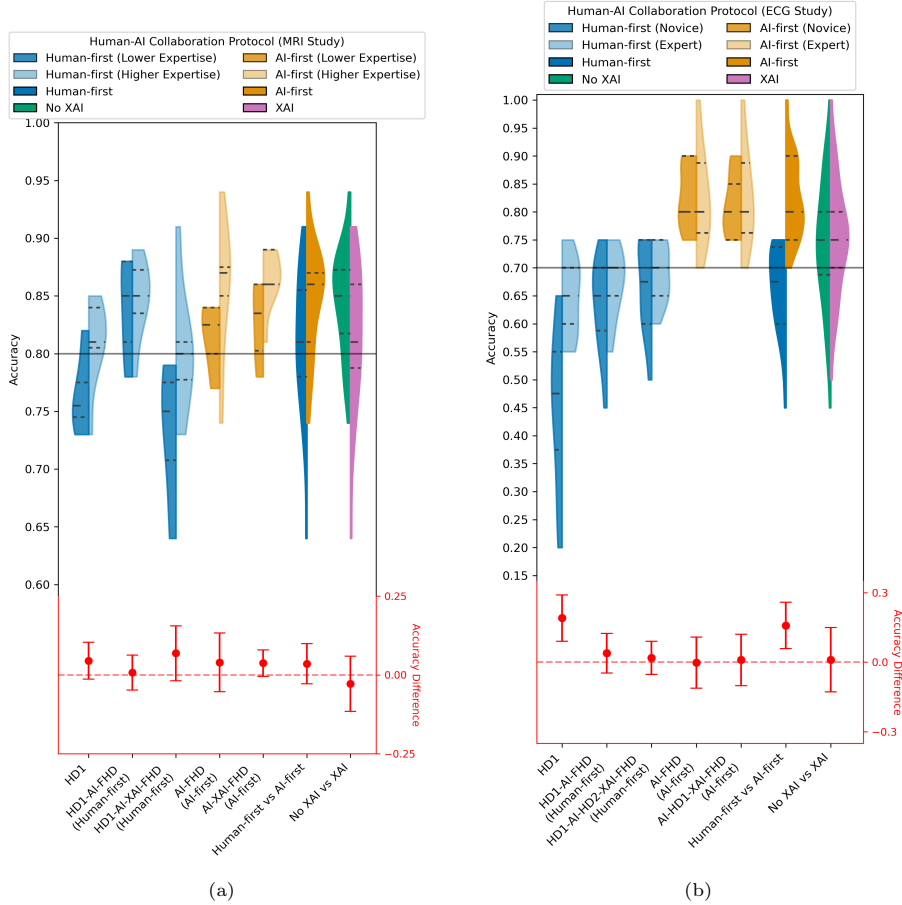 Human-AI Collaboration Protocol (MRI Study)
Human-first (Lower Expertise)
Human-first (Higher Expertise)
Human-first
No XAI
AI-first (Lower Expertise)
AI-first (Higher Expertise)
AI-first
XAI
1.00
0.95
0.90
0.85
0.80
0.75
0.70
0.65
0.60
Accuracy
0.25
0.00
−0.25
Accuracy Difference
HD1
HD1-AI-FHD
(Human-first)
HD1-AI-XAI-FHD
(Human-first)
AI-FHD
(AI-first)
AI-XAI-FHD
(AI-first)
Human-first vs AI-first
No XAI vs XAI
(a)
Human-AI Collaboration Protocol (ECG Study)
Human-first (Novice)
Human-first (Expert)
Human-first
No XAI
AI-first (Novice)
AI-first (Expert)
AI-first
XAI
1.00
0.95
0.90
0.85
0.80
0.75
0.70
0.65
0.60
0.55
0.50
0.45
0.40
0.35
0.30
0.25
0.20
0.15
Accuracy
0.3
0.0
−0.3
Accuracy Difference
HD1
HD1-AI-FHD
(Human-first)
HD1-AI-HD2-XAI-FHD
(Human-first)
AI-FHD
(AI-first)
AI-HD1-XAI-FHD
(AI-first)
Human-first vs AI-first
No XAI vs XAI
(b)